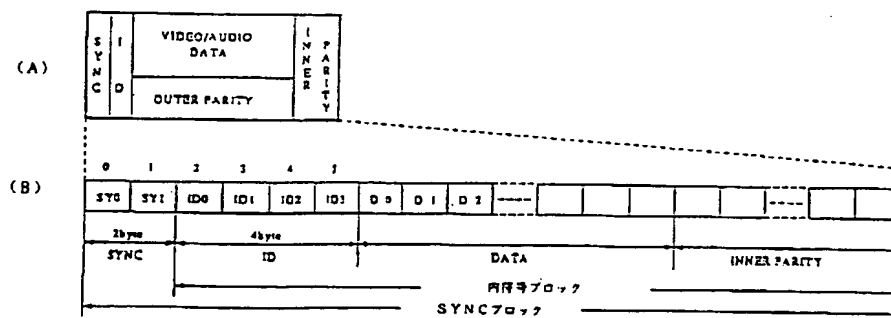 (A)
SYNC
ID
VIDEO/AUDIO
DATA
OUTER PARITY
INNER
PARITY
0 1 2 3 4 5
(B)
SY0 SY1 ID0 ID1 ID2 ID3 D0 D1 D2
2byte 4byte
SYNC ID DATA INNER PARITY
内符号ブロック
SYNCブロック